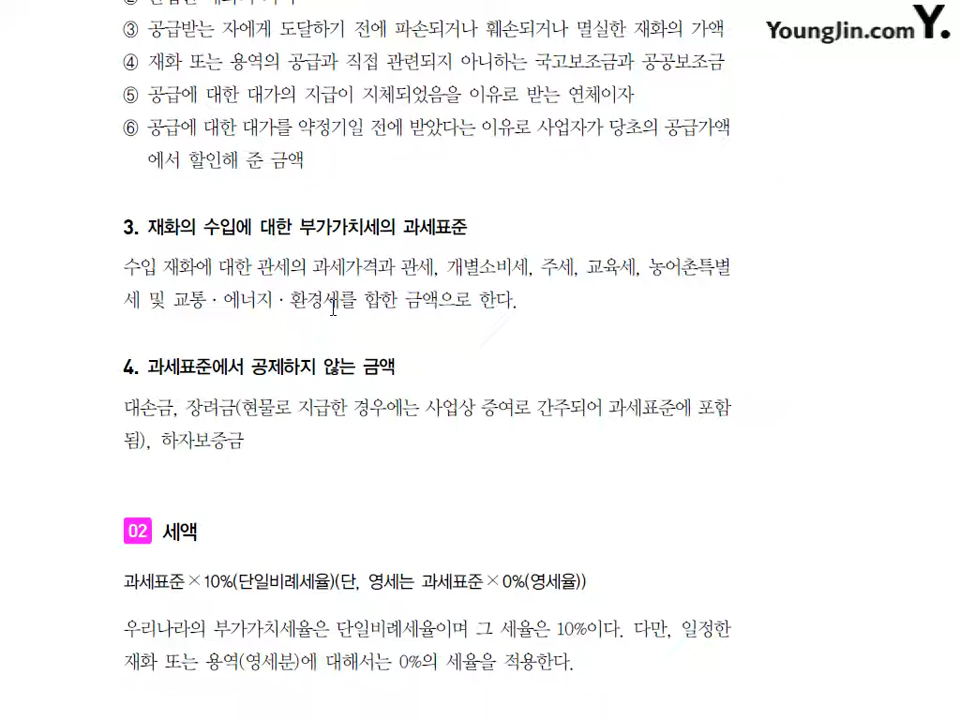 YoungJin.com Y.
③ 공급받는 자에게 도달하기 전에 파손되거나 훼손되거나 멸실한 재화의 가액
④ 재화 또는 용역의 공급과 직접 관련되지 아니하는 국고보조금과 공공보조금
⑤ 공급에 대한 대가의 지급이 지체되었음을 이유로 받는 연체이자
⑥ 공급에 대한 대가를 약정기일 전에 받았다는 이유로 사업자가 당초의 공급가액
에서 할인해 준 금액
3. 재화의 수입에 대한 부가가치세의 과세표준
수입 재화에 대한 관세의 과세가격과 관세, 개별소비세, 주세, 교육세, 농어촌특별
세 및 교통·에너지·환경세를 합한 금액으로 한다.
4. 과세표준에서 공제하지 않는 금액
대손금, 장려금(현물로 지급한 경우에는 사업상 증여로 간주되어 과세표준에 포함
됨), 하자보증금
02 세액
과세표준×10%(단일비례세율)(단, 영세는 과세표준×0%(영세율))
우리나라의 부가가치세율은 단일비례세율이며 그 세율은 10%이다. 다만, 일정한
재화 또는 용역(영세분)에 대해서는 0%의 세율을 적용한다.